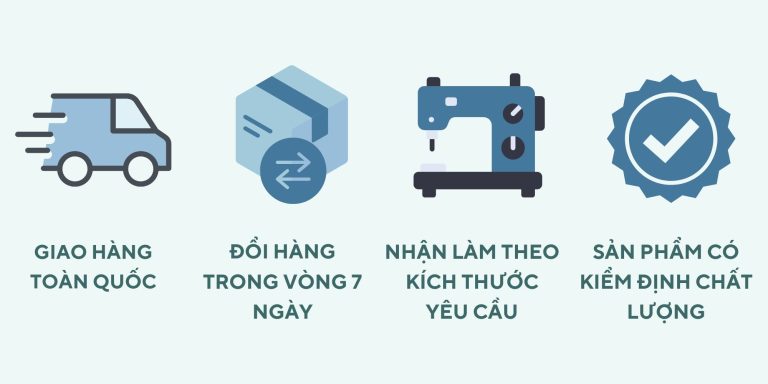 GIAO HÀNG
TOÀN QUỐC
ĐỔI HÀNG
TRONG VÒNG 7
NGÀY
NHẬN LÀM THEO
KÍCH THƯỚC
YÊU CẦU
SẢN PHẨM CÓ
KIỂM ĐỊNH CHẤT
LƯỢNG